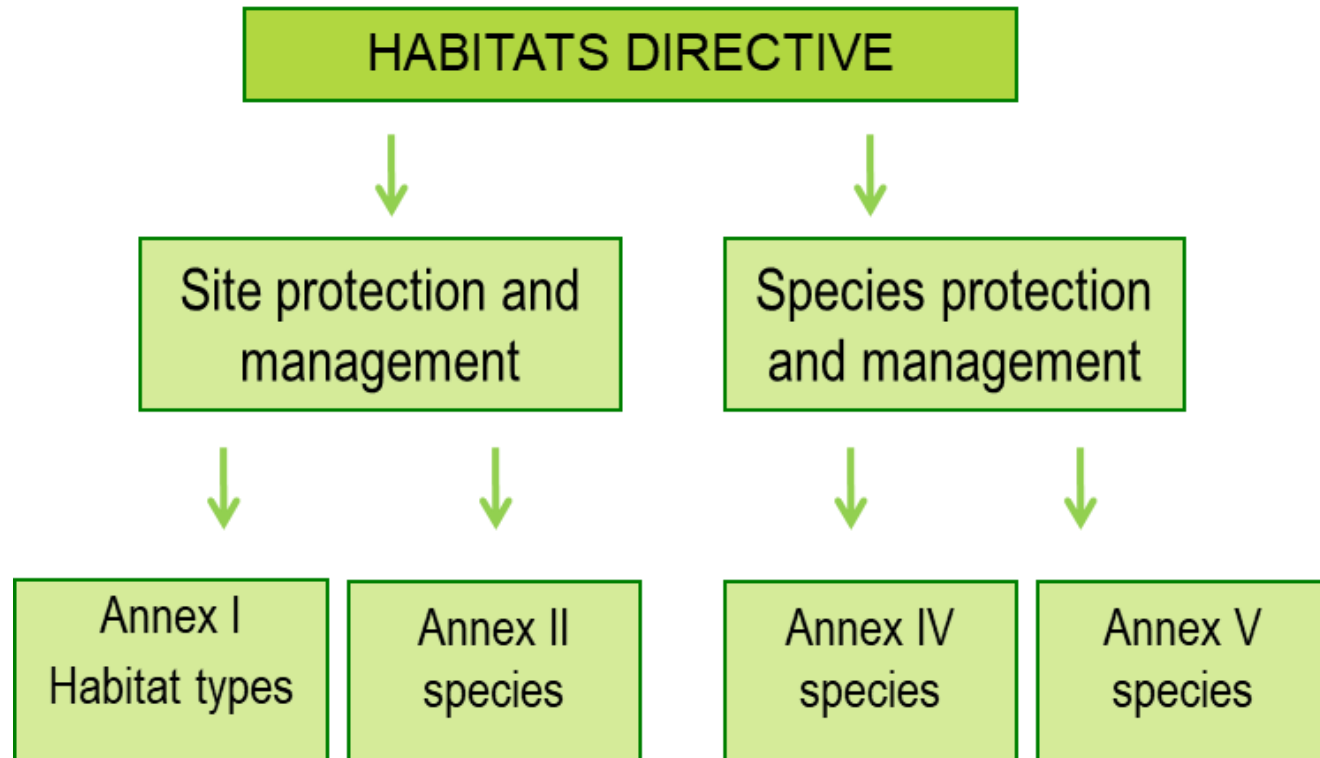 HABITATS DIRECTIVE
Site protection and
management
Species protection
and management
Annex I
Habitat types
Annex II
species
Annex IV
species
Annex V
species